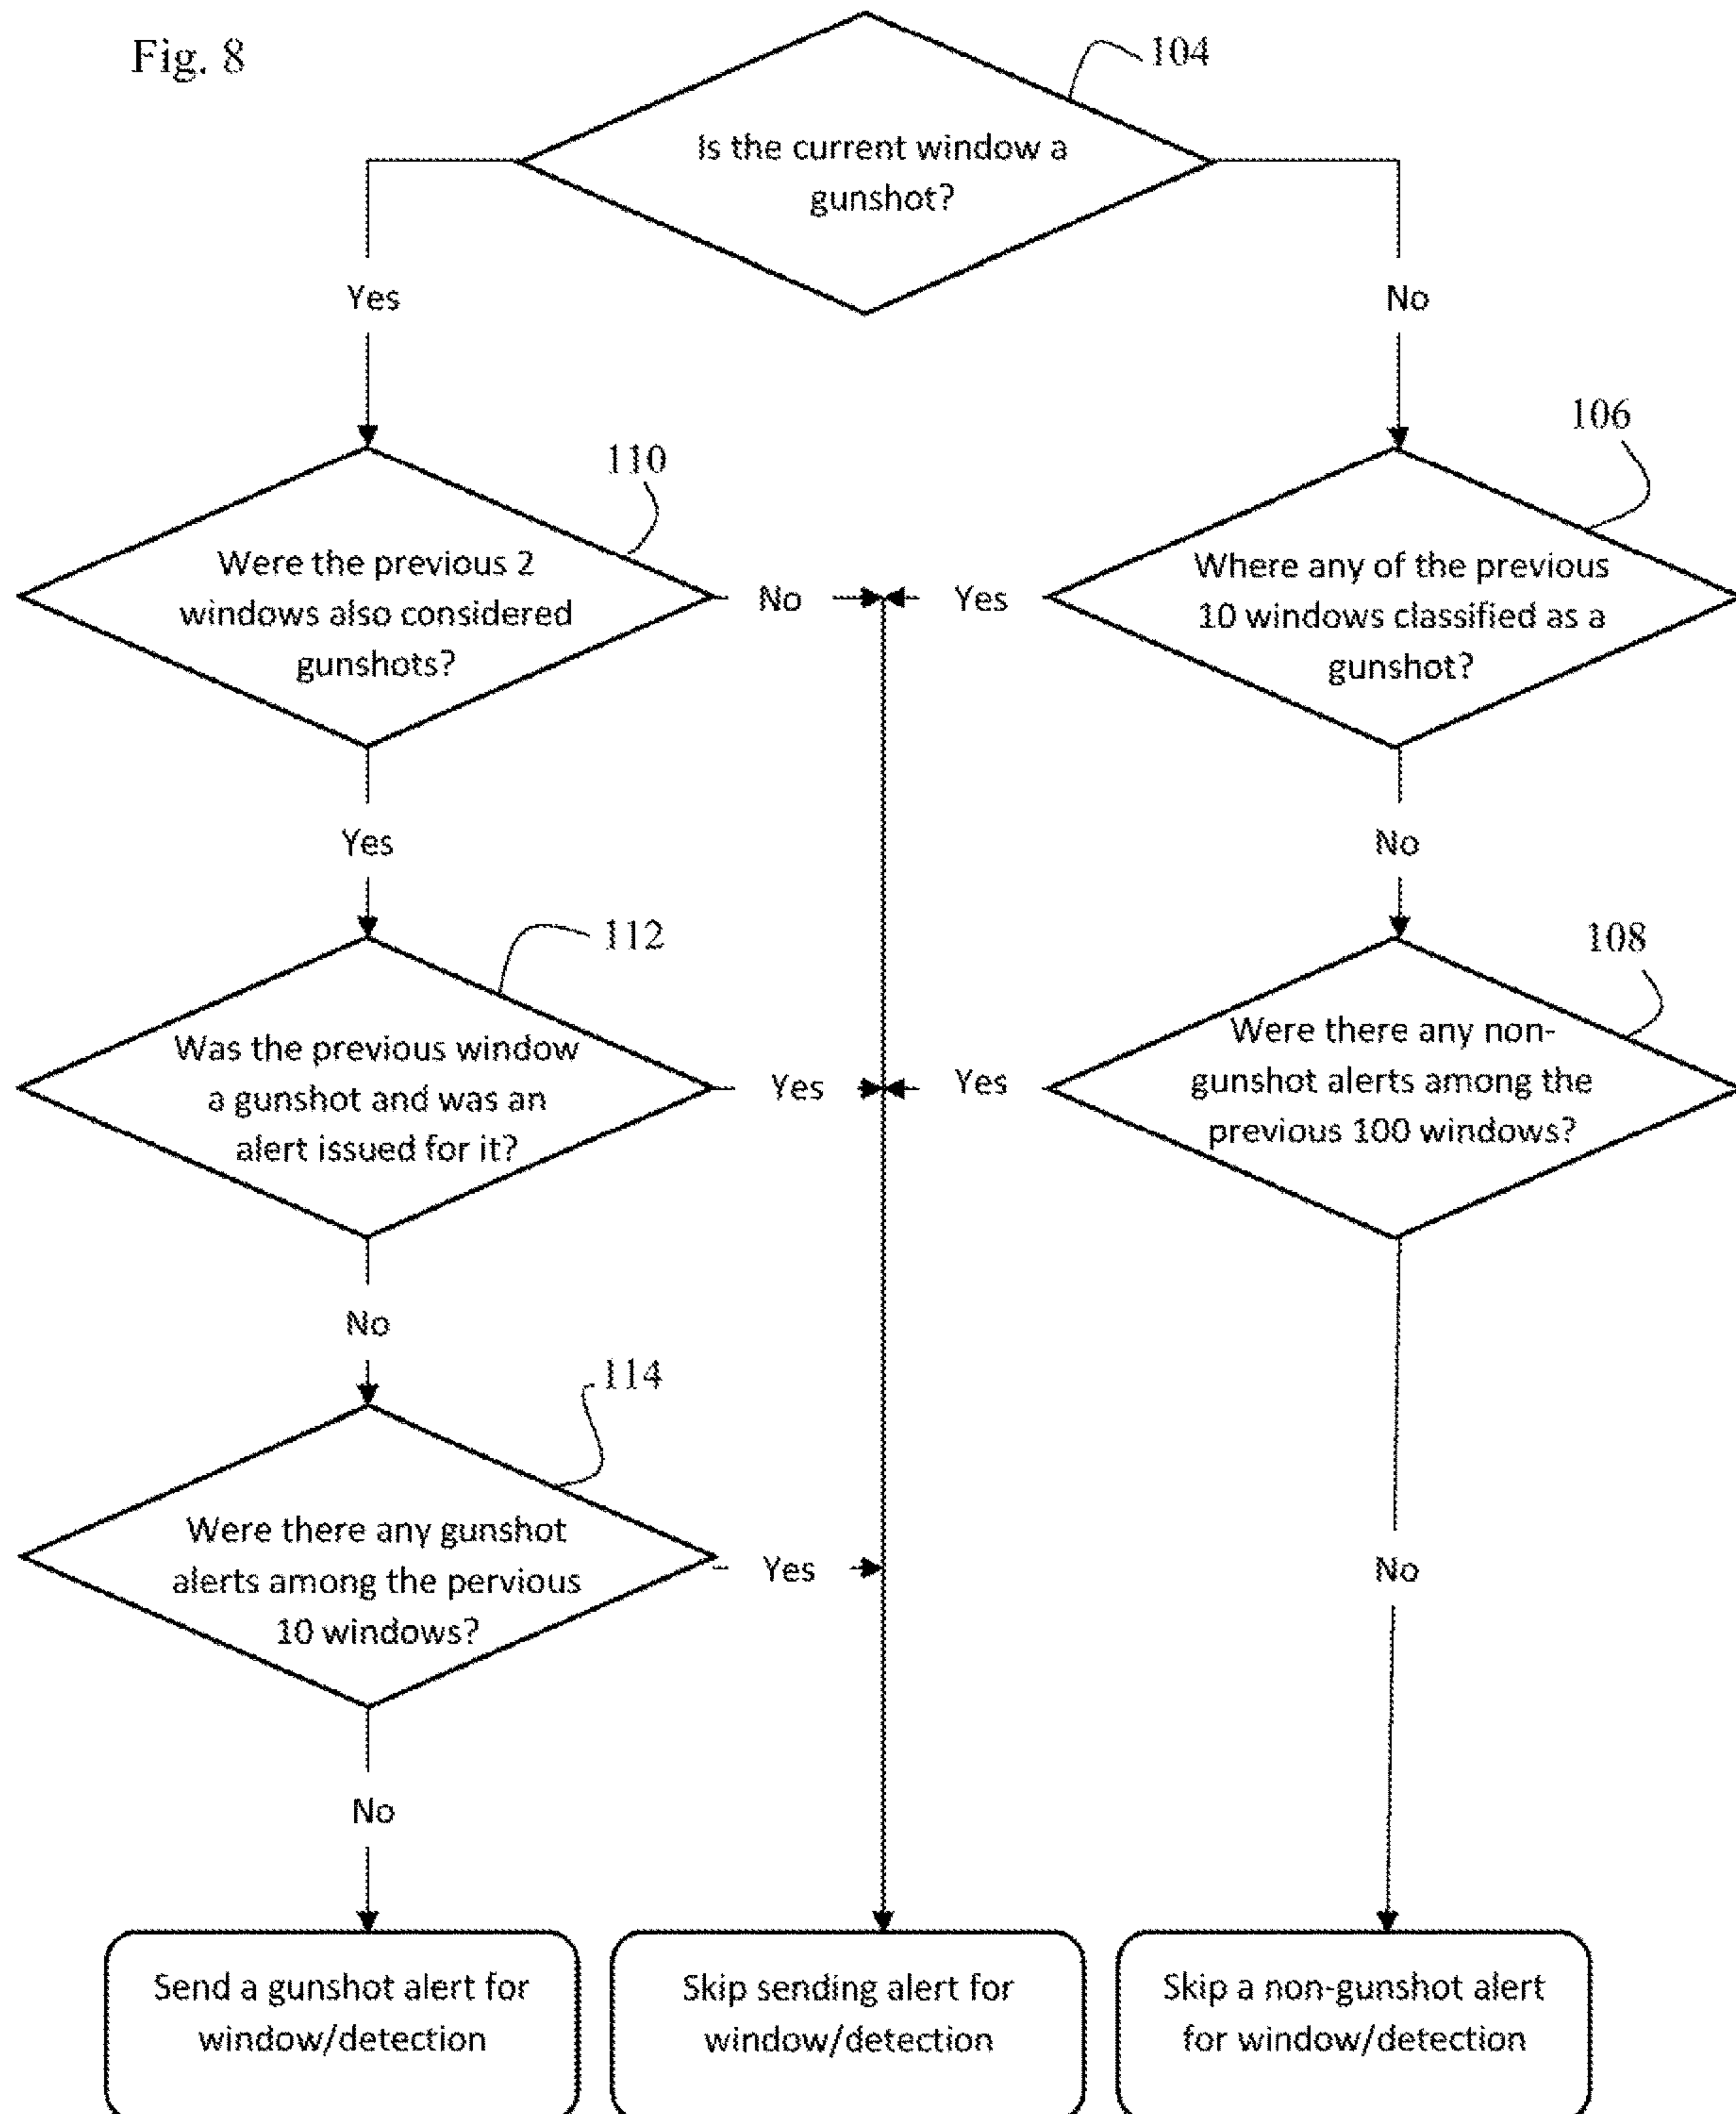 Fig. 8
104
Is the current window a
gunshot?
Yes
No
110
106
Were the previous 2
windows also considered
gunshots?
No
Yes
Where any of the previous
10 windows classified as a
gunshot?
Yes
No
112
108
Was the previous window
a gunshot and was an
alert issued for it?
Yes
Yes
Were there any non-
gunshot alerts among the
previous 100 windows?
No
114
Were there any gunshot
alerts among the pervious
10 windows?
Yes
No
No
Send a gunshot alert for
window/detection
Skip sending alert for
window/detection
Skip a non-gunshot alert
for window/detection